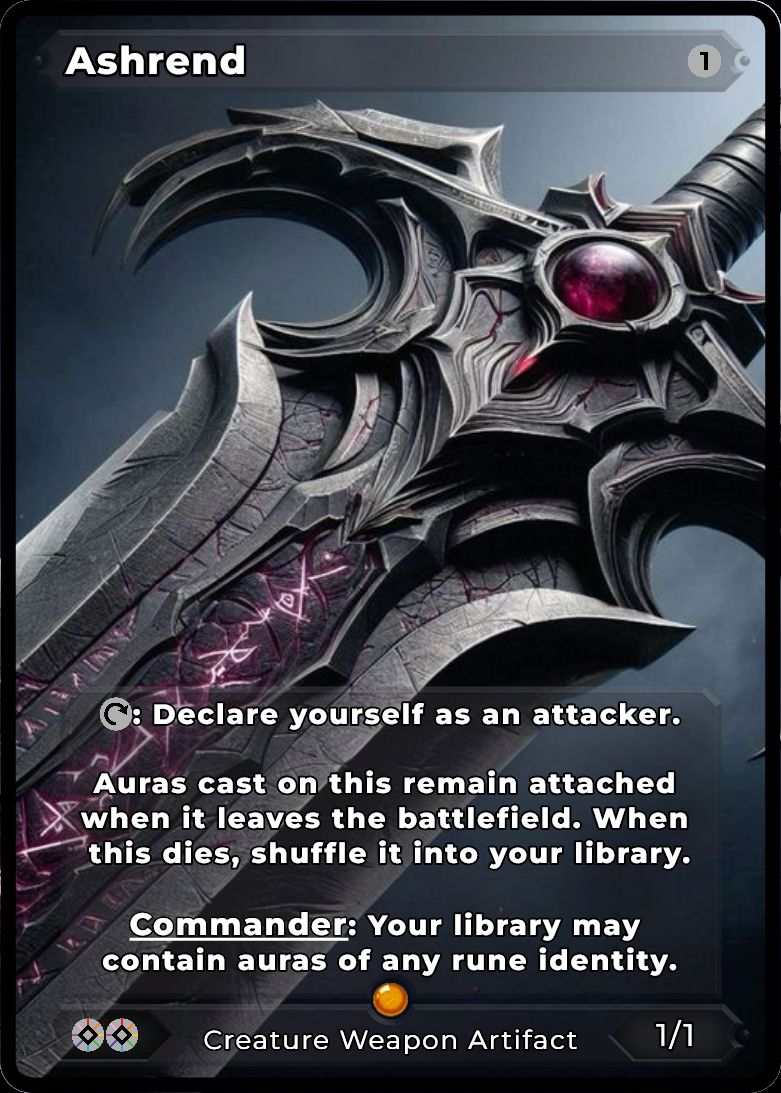 Ashrend
1
: Declare yourself as an attacker.
Auras cast on this remain attached
when it leaves the battlefield. When
this dies, shuffle it into your library.
Commander: Your library may
contain auras of any rune identity.
Creature Weapon Artifact
1/1